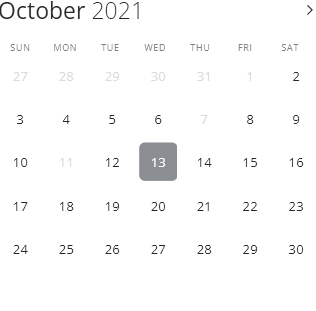 October 2021
SUN MON TUE WED THU FRI SAT
27 28 29 30 31 1 2
3 4 5 6 7 8 9
10 11 12 13 14 15 16
17 18 19 20 21 22 23
24 25 26 27 28 29 30